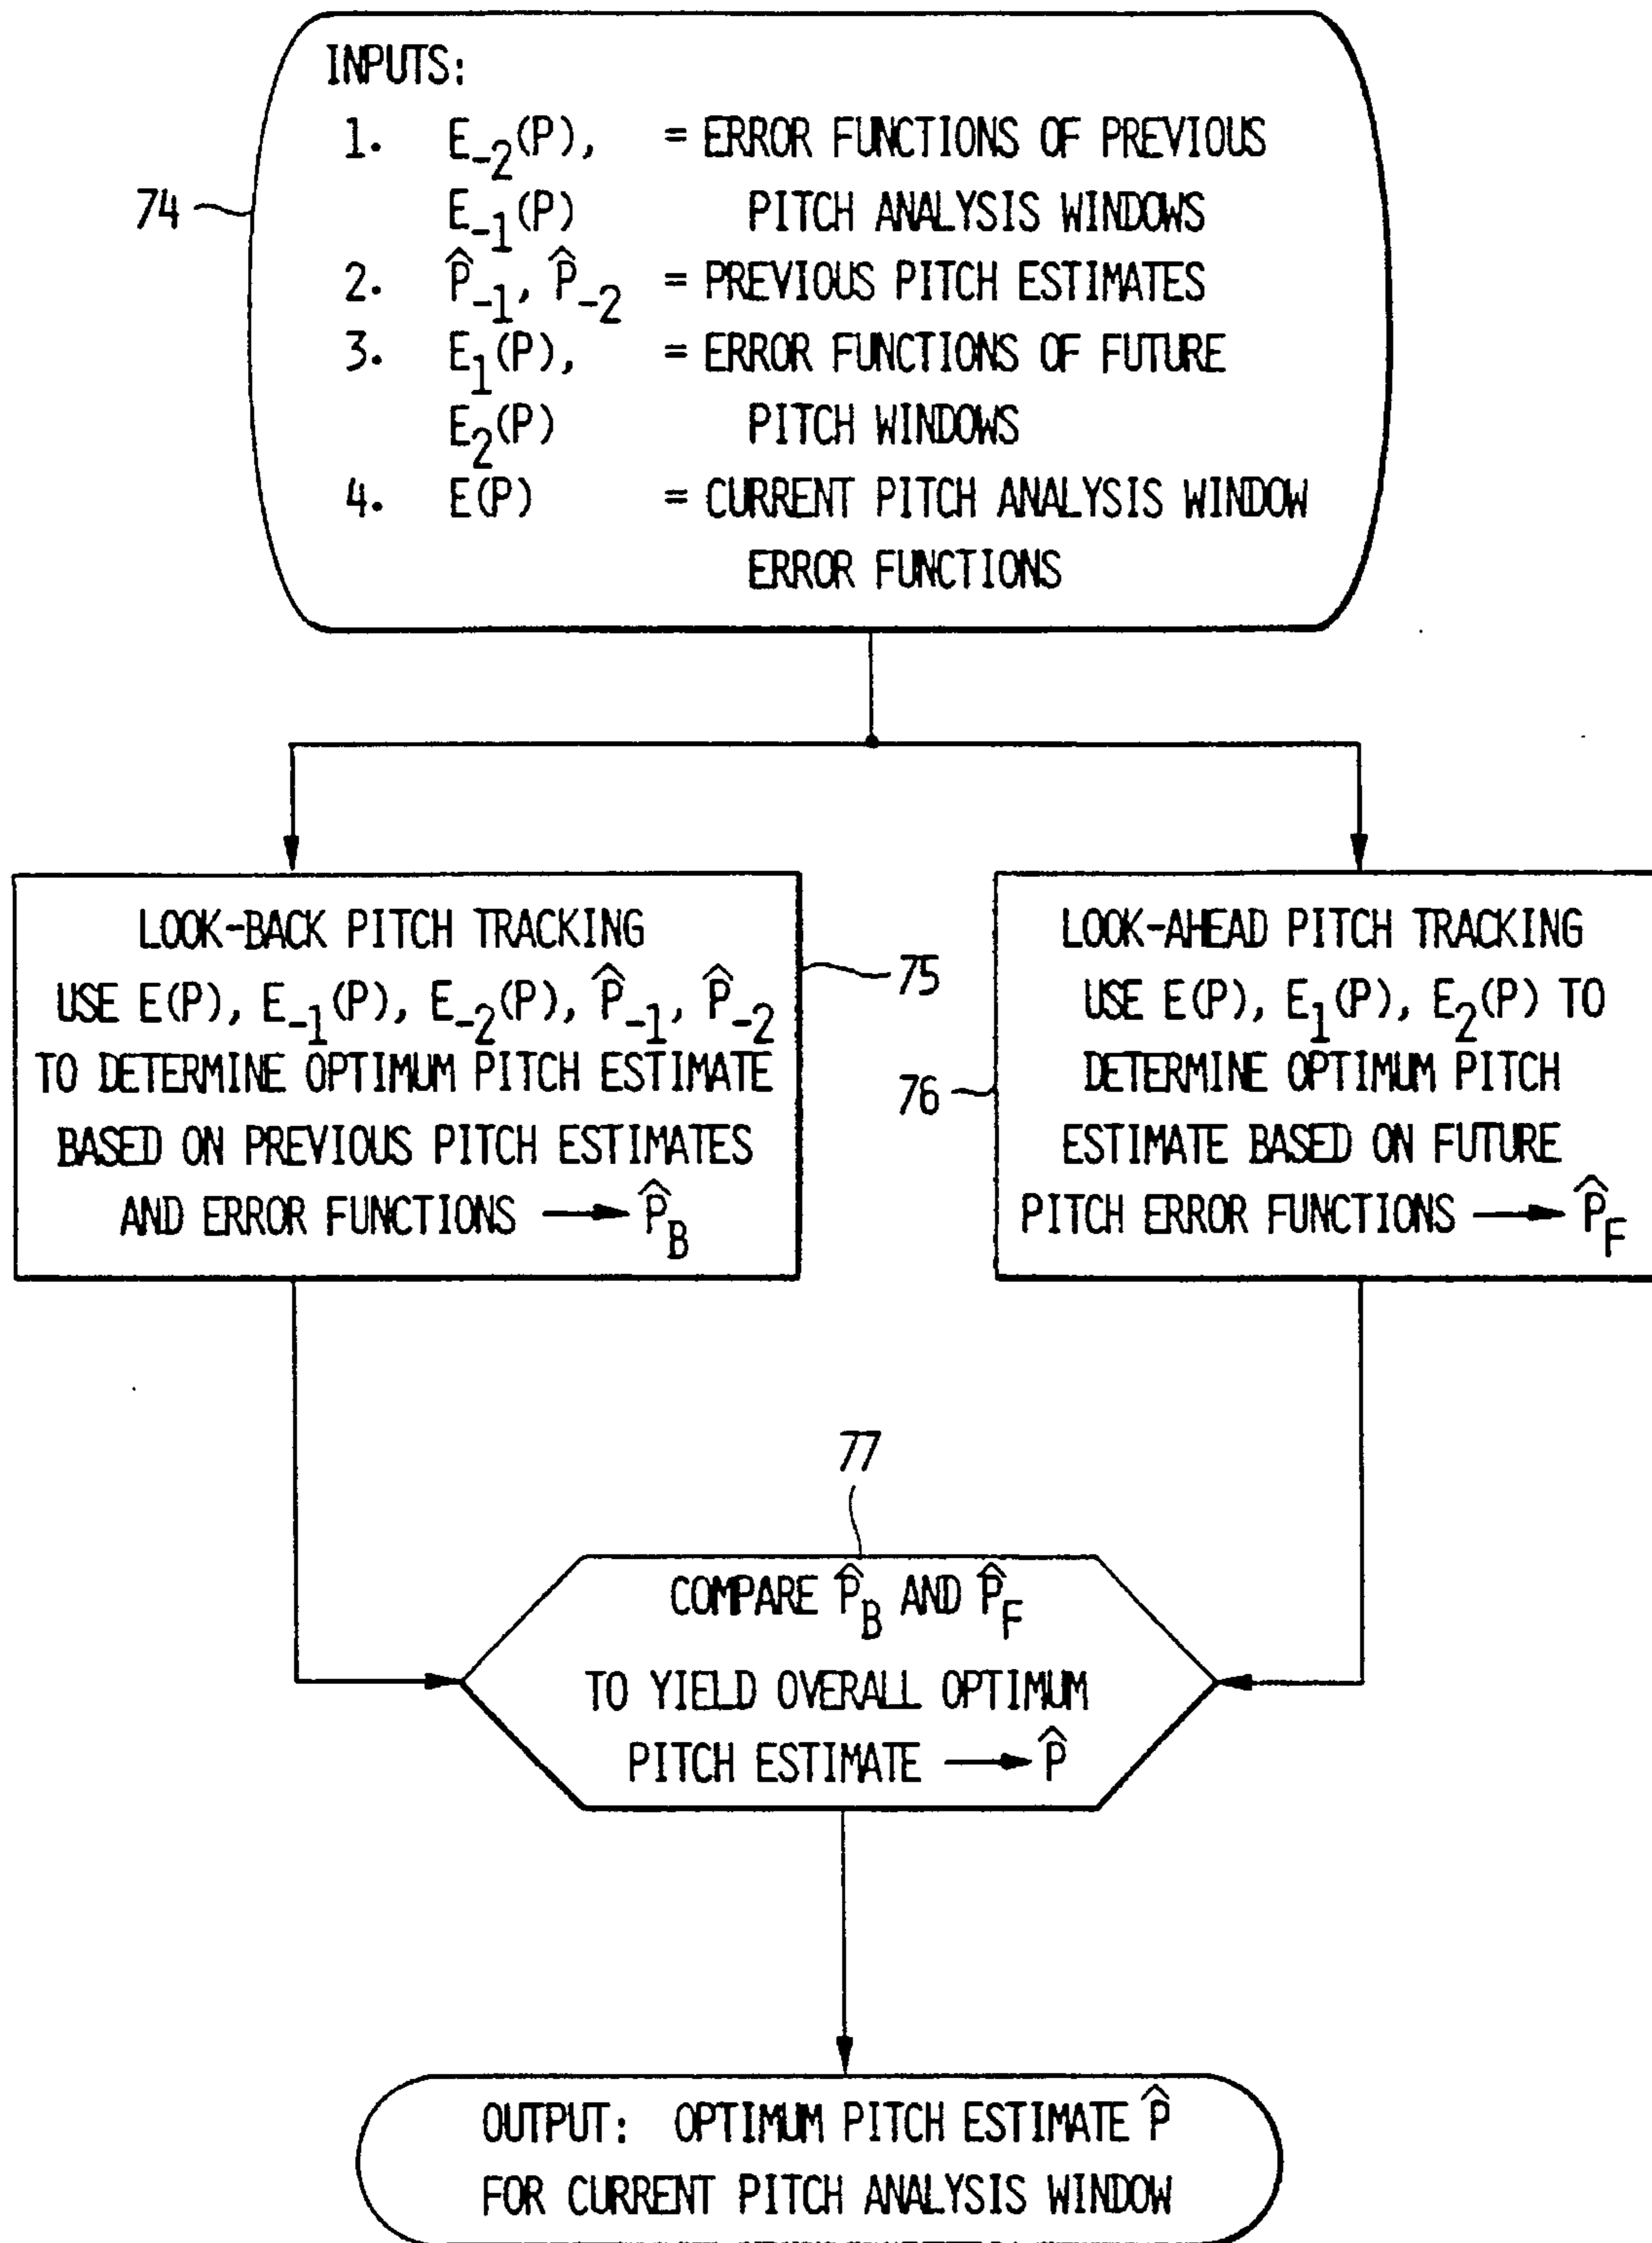 INPUTS:
1. E₋₂(P), = ERROR FUNCTIONS OF PREVIOUS
E₋₁(P) PITCH ANALYSIS WINDOWS
74
2. P̂₋₁, P̂₋₂ = PREVIOUS PITCH ESTIMATES
3. E₁(P), = ERROR FUNCTIONS OF FUTURE
E₂(P) PITCH WINDOWS
4. E(P) = CURRENT PITCH ANALYSIS WINDOW
ERROR FUNCTIONS
LOOK-BACK PITCH TRACKING
USE E(P), E₋₁(P), E₋₂(P), P̂₋₁, P̂₋₂
TO DETERMINE OPTIMUM PITCH ESTIMATE
BASED ON PREVIOUS PITCH ESTIMATES
AND ERROR FUNCTIONS → P̂_B
75
LOOK-AHEAD PITCH TRACKING
USE E(P), E₁(P), E₂(P) TO
DETERMINE OPTIMUM PITCH
ESTIMATE BASED ON FUTURE
PITCH ERROR FUNCTIONS → P̂_F
76
77
COMPARE P̂_B AND P̂_F
TO YIELD OVERALL OPTIMUM
PITCH ESTIMATE → P̂
OUTPUT: OPTIMUM PITCH ESTIMATE P̂
FOR CURRENT PITCH ANALYSIS WINDOW